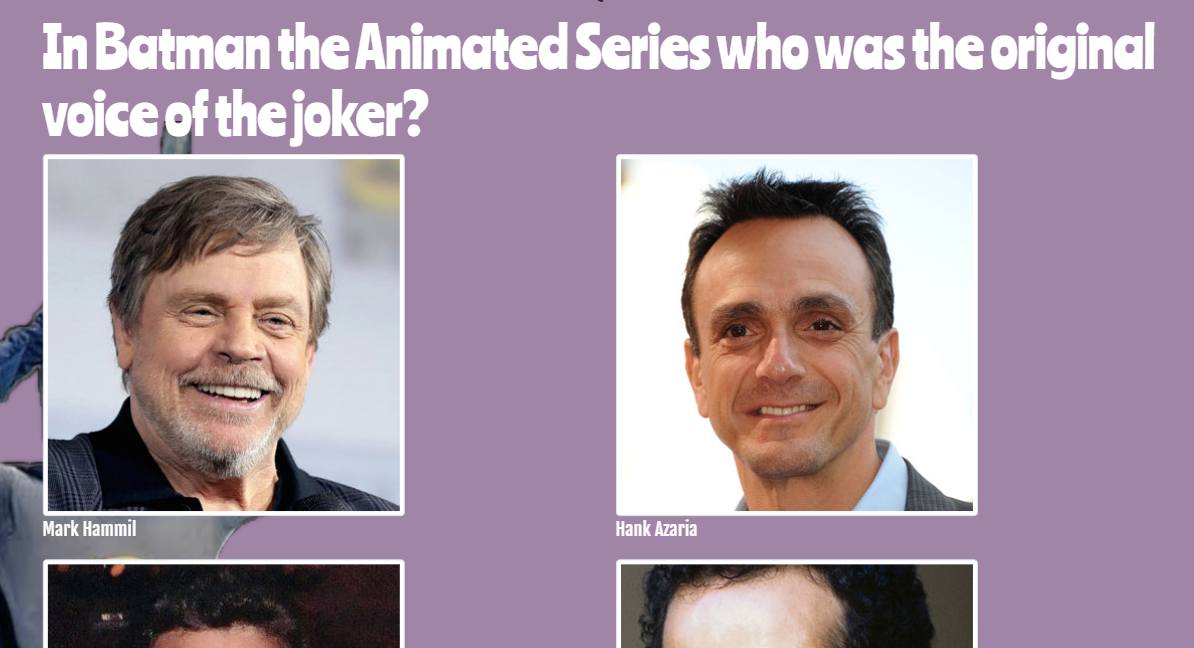 In Batman the Animated Series who was the original
voice of the joker?
Mark Hammil
Hank Azaria